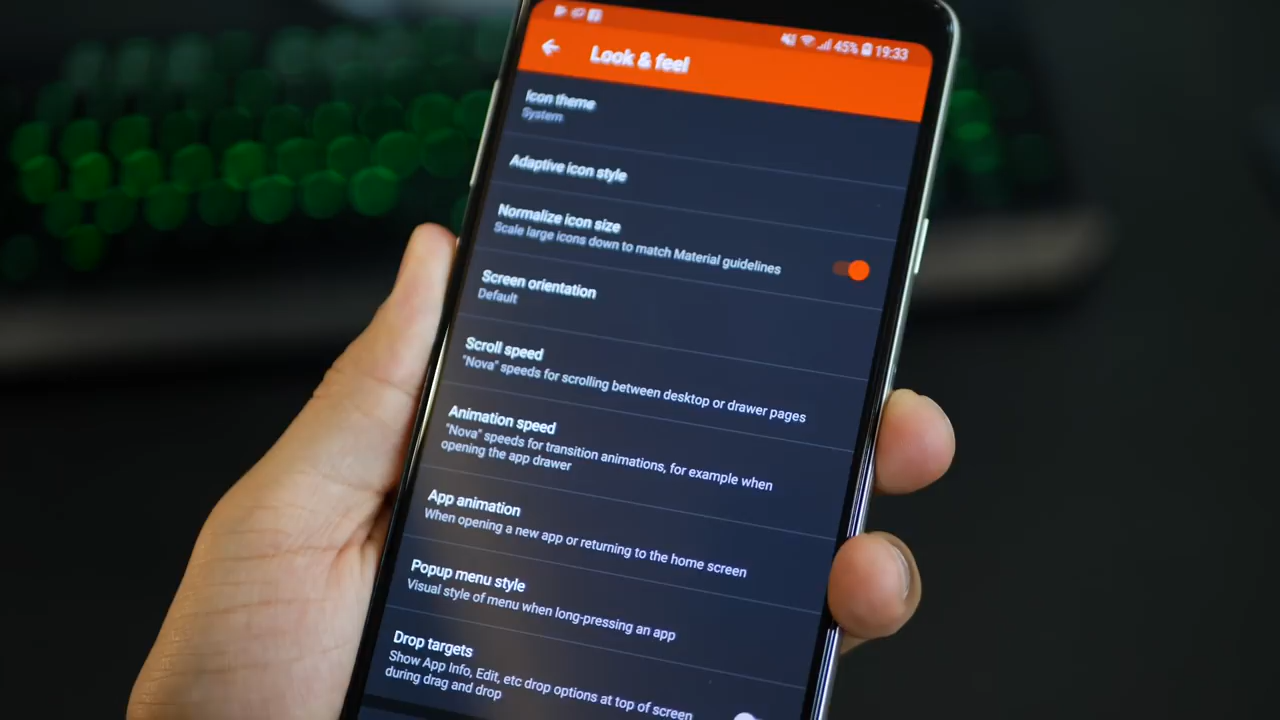 45% 19:33
Look & feel
Icon theme
System
Adaptive icon style
Normalize icon size
Scale large icons down to match Material guidelines
Screen orientation
Default
Scroll speed
"Nova" speeds for scrolling between desktop or drawer pages
Animation speed
"Nova" speeds for transition animations, for example when
opening the app drawer
App animation
When opening a new app or returning to the home screen
Popup menu style
Visual style of menu when long-pressing an app
Drop targets
Show App Info, Edit, etc drop options at top of screen
during drag and drop